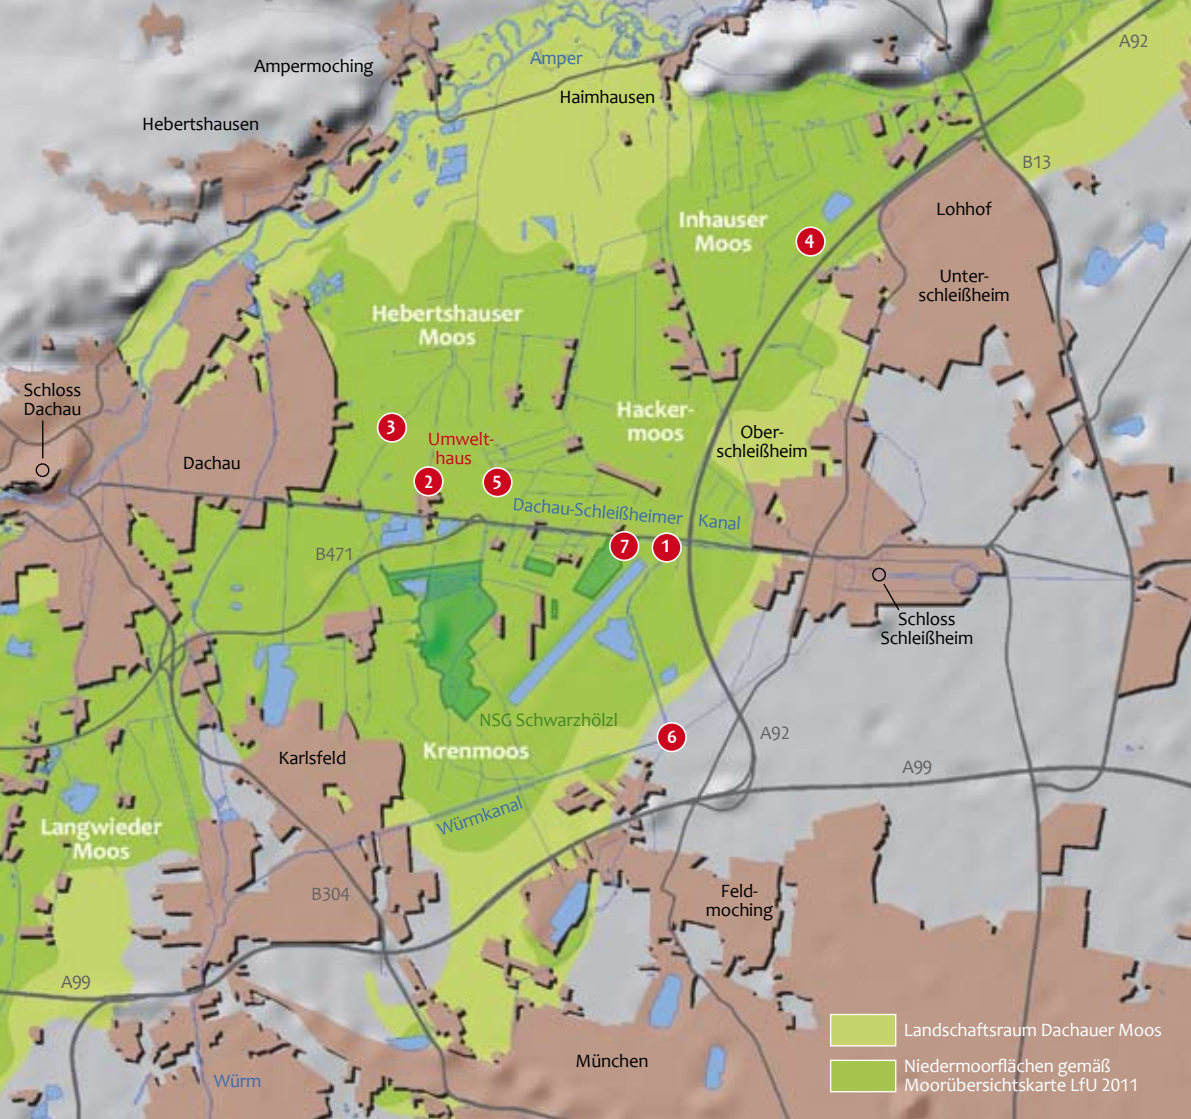 A92
Amper
Ampermoching
Haimhausen
Hebertshausen
B13
Lohhof
Inhauser
Moos
4
Unter-
schleißheim
Hebertshauser
Moos
Schloss
Dachau
Hacker-
moos
3
Umwelt-
haus
Ober-
schleißheim
Dachau
2
5
Dachau-Schleißheimer Kanal
B471
7
1
Schloss
Schleißheim
NSG Schwarzhölzl
6
A92
Krenmoos
Karlsfeld
A99
Würmkanal
Langwieder
Moos
B304
Feld-
moching
A99
Landschaftsraum Dachauer Moos
München
Niedermoorflächen gemäß
Moorübersichtskarte LfU 2011
Würm